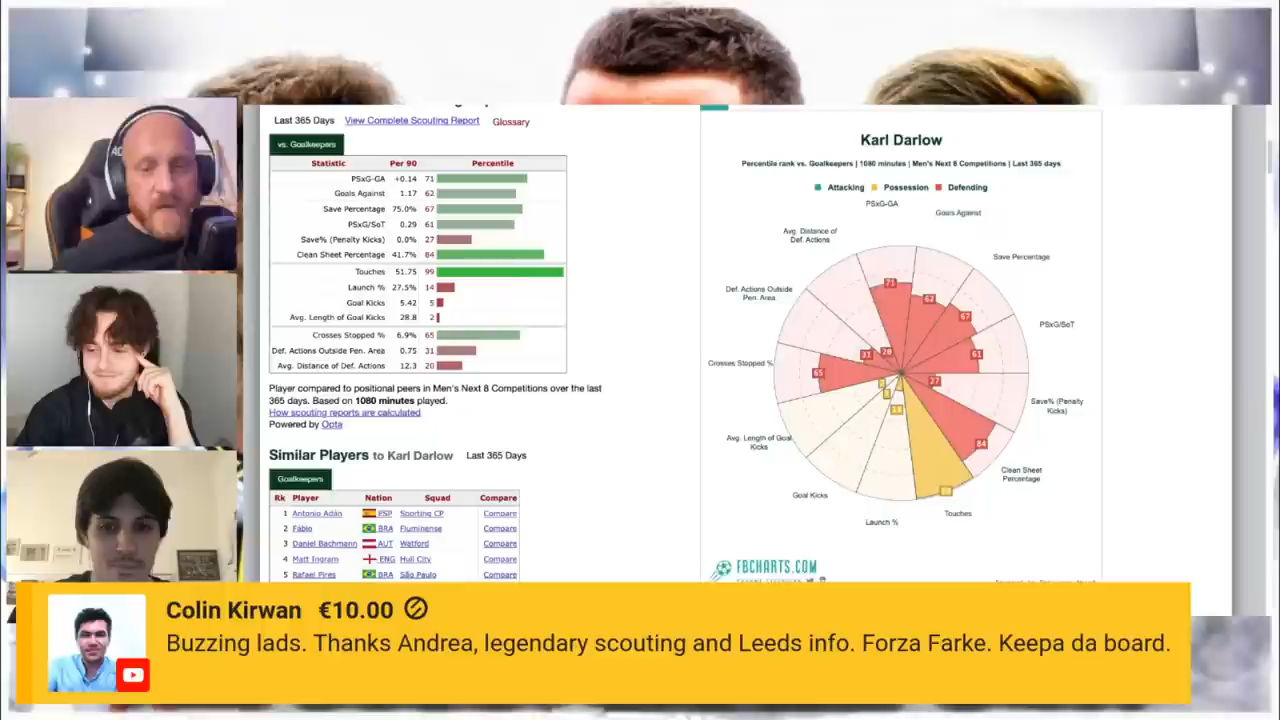 Last 365 Days View Complete Scouting Report Glossary
vs. Goalkeepers
Statistic Per 90 Percentile
PSxG-GA +0.14 71
Goals Against 1.17 62
Save Percentage 75.0% 67
PSxG/SoT 0.29 61
Save% (Penalty Kicks) 0.0% 27
Clean Sheet Percentage 41.7% 84
Touches 51.75 99
Launch % 27.5% 14
Goal Kicks 5.42 5
Avg. Length of Goal Kicks 28.8 2
Crosses Stopped % 6.9% 65
Def. Actions Outside Pen. Area 0.75 31
Avg. Distance of Def. Actions 12.3 20
Player compared to positional peers in Men's Next 8 Competitions over the last
365 days. Based on 1080 minutes played.
How scouting reports are calculated
Powered by Opta
Similar Players to Karl Darlow Last 365 Days
Goalkeepers
Rk Player Nation Squad Compare
1 Antonio Adán ESP Sporting CP Compare
2 Fábio BRA Fluminense Compare
3 Daniel Bachmann AUT Watford Compare
4 Matt Ingram ENG Hull City Compare
5 Rafael Pires BRA São Paulo Compare
Karl Darlow
Percentile rank vs. Goalkeepers | 1080 minutes | Men's Next 8 Competitions | Last 365 days
Attacking Possession Defending
PSxG-GA
Goals Against
Avg. Distance of
Def. Actions
Save Percentage
Def. Actions Outside
Pen. Area
PSxG/SoT
Crosses Stopped %
Save% (Penalty
Kicks)
Avg. Length of Goal
Kicks
Clean Sheet
Percentage
Goal Kicks
Touches
Launch %
71
62
67
61
27
84
65
31
20
FBCHARTS.COM
Colin Kirwan €10.00
Buzzing lads. Thanks Andrea, legendary scouting and Leeds info. Forza Farke. Keepa da board.